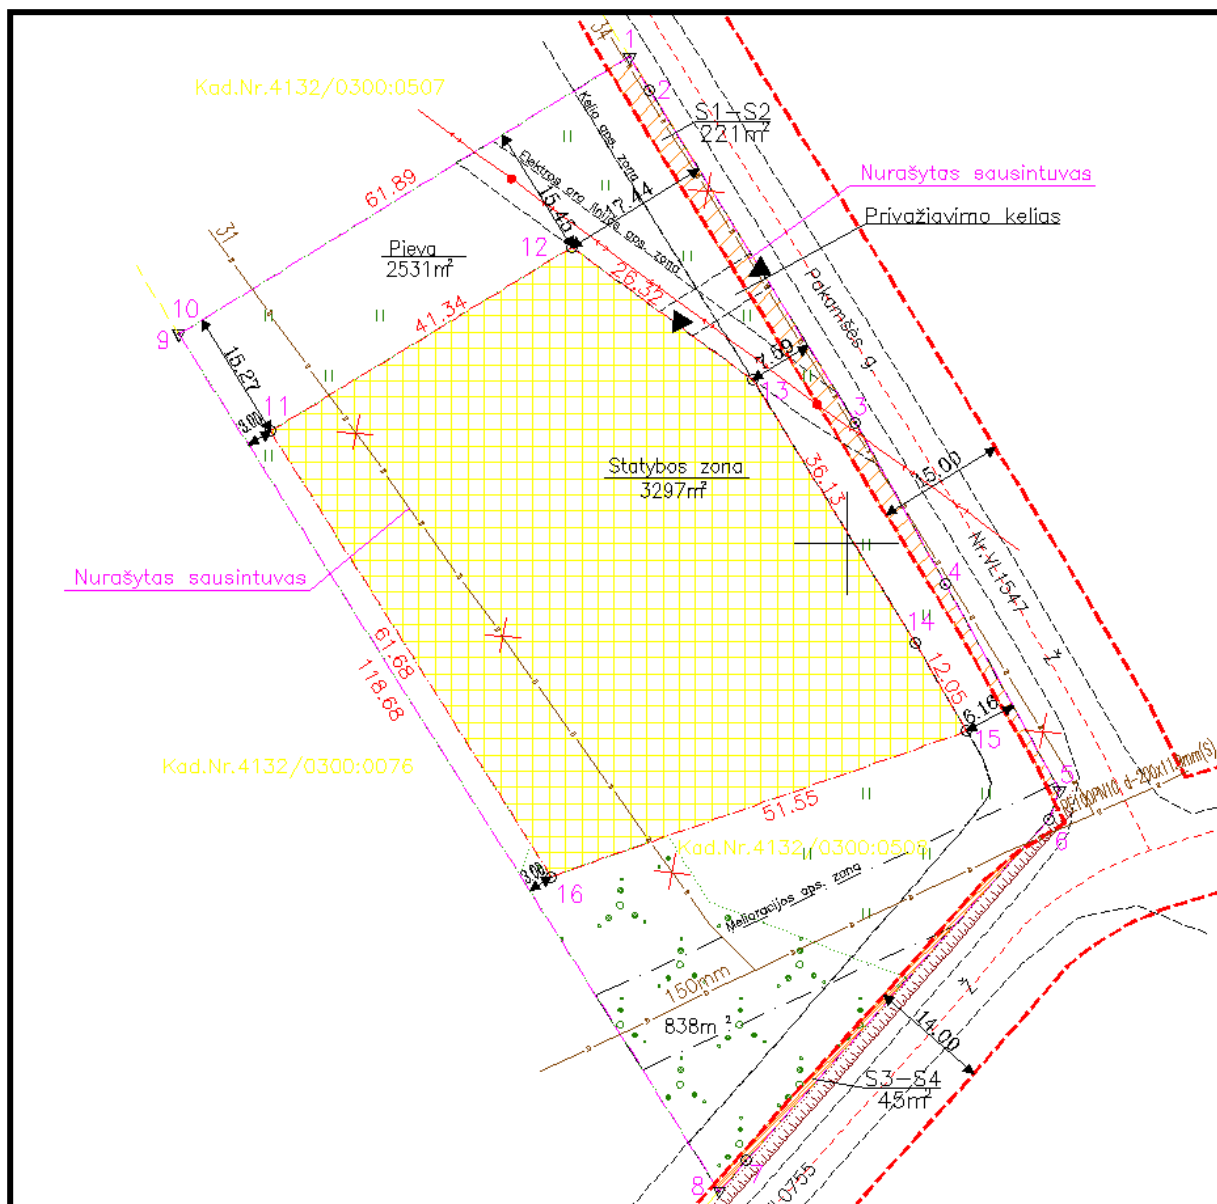 34
1
Kad.Nr.4132/0300:0507
2
Kelio aps. zona
S1-S2
221m²
Elektros oro linijos aps. zona
61.89
Nurašytas sausintuvas
17.44
15.45
Privažiavimo kelias
31
12
Pieva
2531m²
26.32
Pakamšės g.
10
9
41.34
15.27
7.59
13
11
3.00
3
Statybos zona
3297m²
36.13
15.00
Nr.VL1547
Nurašytas sausintuvas
4
14
61.68
118.68
12.05
Ž
6.16
15
Kad.Nr.4132/0300:0076
5
51.55
6
Kad.Nr.4132/0300:0508
3.00
16
Melioracijos aps. zona
150mm
Ž
838m²
14.00
S3-S4
45m²
7
8
0755